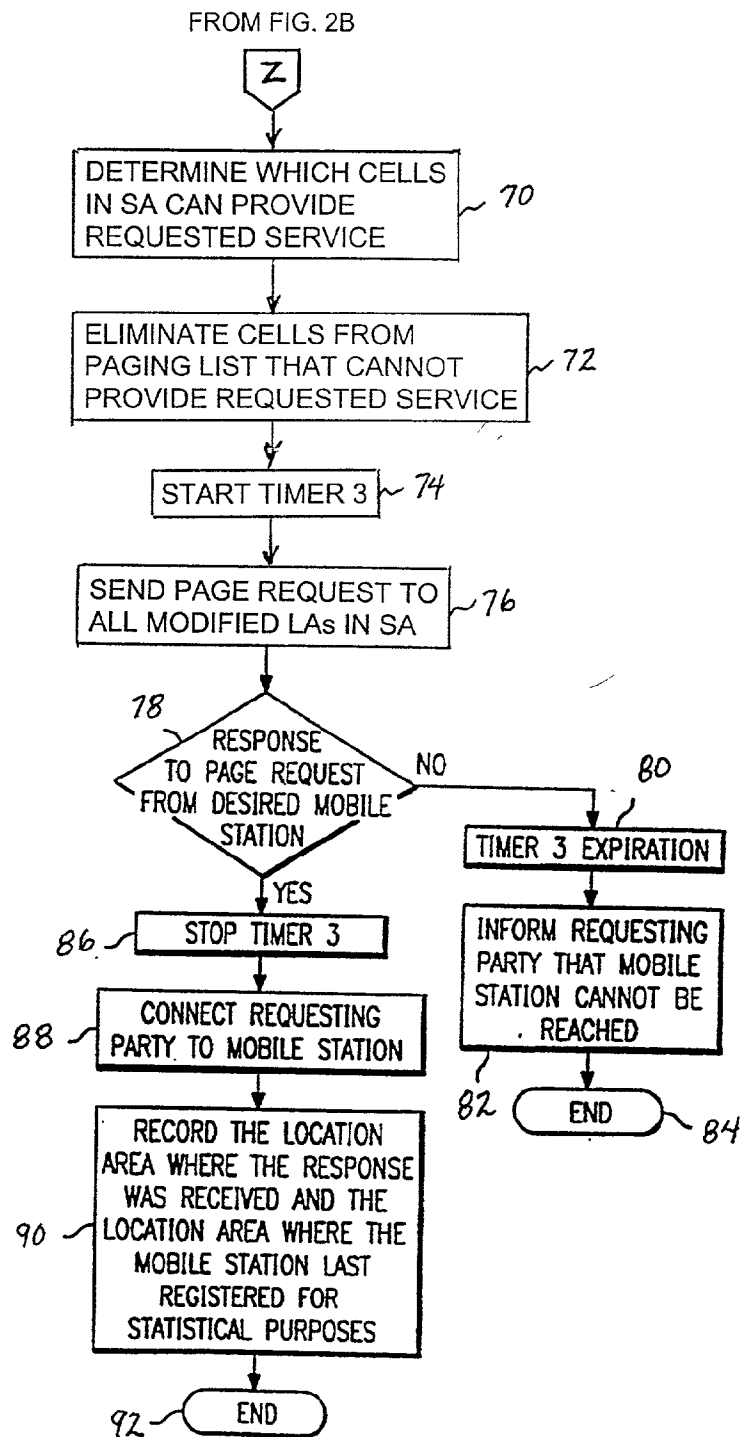 FROM FIG. 2B
Z
DETERMINE WHICH CELLS
IN SA CAN PROVIDE
REQUESTED SERVICE
70
ELIMINATE CELLS FROM
PAGING LIST THAT CANNOT
PROVIDE REQUESTED SERVICE
72
START TIMER 3
74
SEND PAGE REQUEST TO
ALL MODIFIED LAs IN SA
76
78
RESPONSE
TO PAGE REQUEST
FROM DESIRED MOBILE
STATION
NO
YES
80
TIMER 3 EXPIRATION
INFORM REQUESTING
PARTY THAT MOBILE
STATION CANNOT BE
REACHED
82
END
84
86
STOP TIMER 3
88
CONNECT REQUESTING
PARTY TO MOBILE STATION
90
RECORD THE LOCATION
AREA WHERE THE RESPONSE
WAS RECEIVED AND THE
LOCATION AREA WHERE THE
MOBILE STATION LAST
REGISTERED FOR
STATISTICAL PURPOSES
92
END